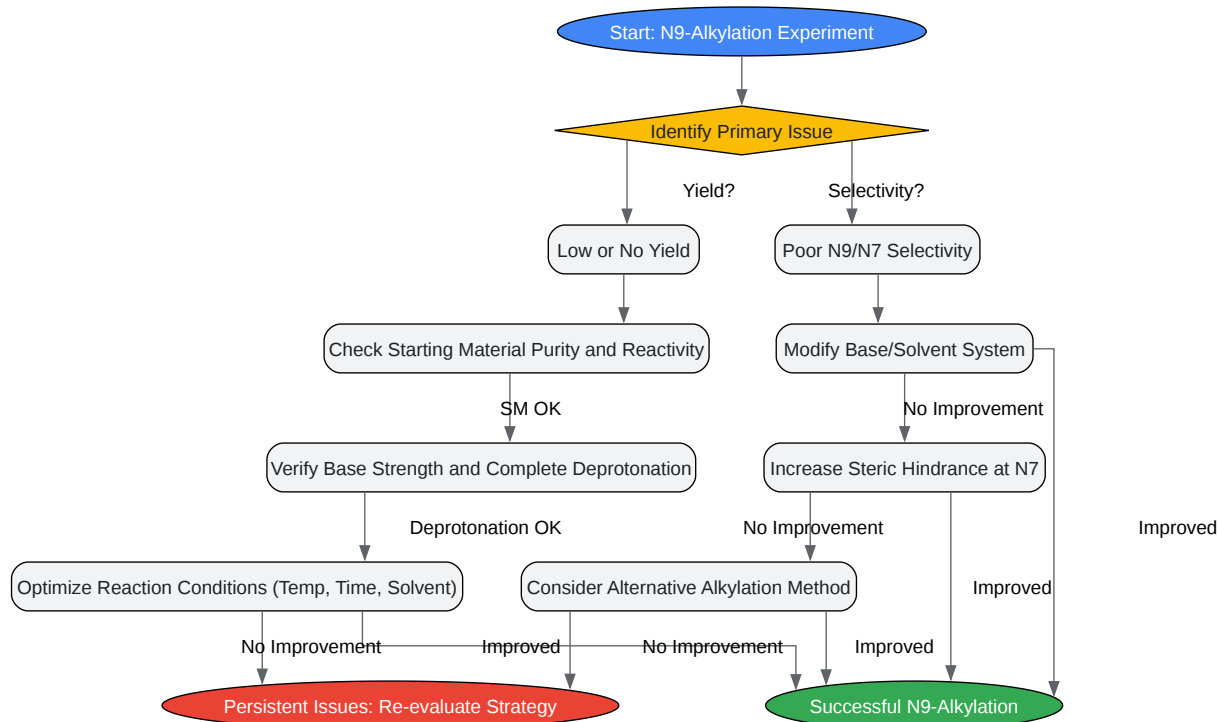 Start: N9-Alkylation Experiment
Identify Primary Issue
Yield?
Selectivity?
Low or No Yield
Poor N9/N7 Selectivity
Check Starting Material Purity and Reactivity
Modify Base/Solvent System
SM OK
No Improvement
Verify Base Strength and Complete Deprotonation
Increase Steric Hindrance at N7
Deprotonation OK
No Improvement
Improved
Optimize Reaction Conditions (Temp, Time, Solvent)
Consider Alternative Alkylation Method
Improved
No Improvement
Improved
No Improvement
Improved
Persistent Issues: Re-evaluate Strategy
Successful N9-Alkylation